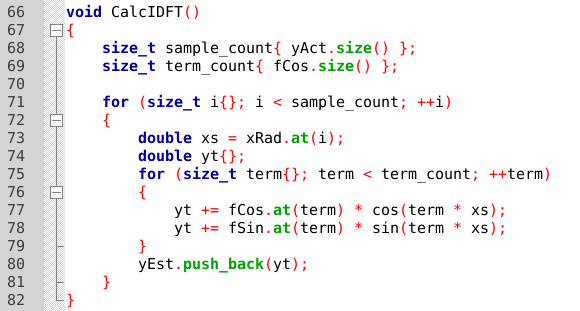 66 void CalcIDFT()
67 {
68     size_t sample_count{ yAct.size() };
69     size_t term_count{ fCos.size() };
70
71     for (size_t i{}; i < sample_count; ++i)
72     {
73         double xs = xRad.at(i);
74         double yt{};
75         for (size_t term{}; term < term_count; ++term)
76         {
77             yt += fCos.at(term) * cos(term * xs);
78             yt += fSin.at(term) * sin(term * xs);
79         }
80         yEst.push_back(yt);
81     }
82 }